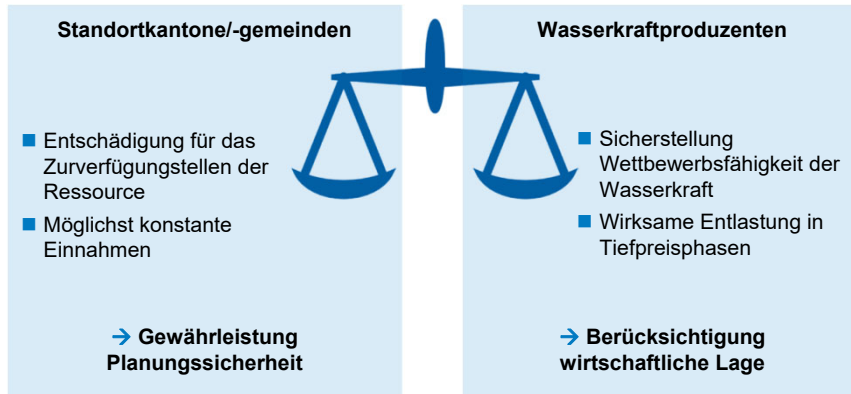 Standortkantone/-gemeinden
■ Entschädigung für das
Zurverfügungstellen der
Ressource
■ Möglichst konstante
Einnahmen
→ Gewährleistung
Planungssicherheit
Wasserkraftproduzenten
■ Sicherstellung
Wettbewerbsfähigkeit der
Wasserkraft
■ Wirksame Entlastung in
Tiefpreisphasen
→ Berücksichtigung
wirtschaftliche Lage